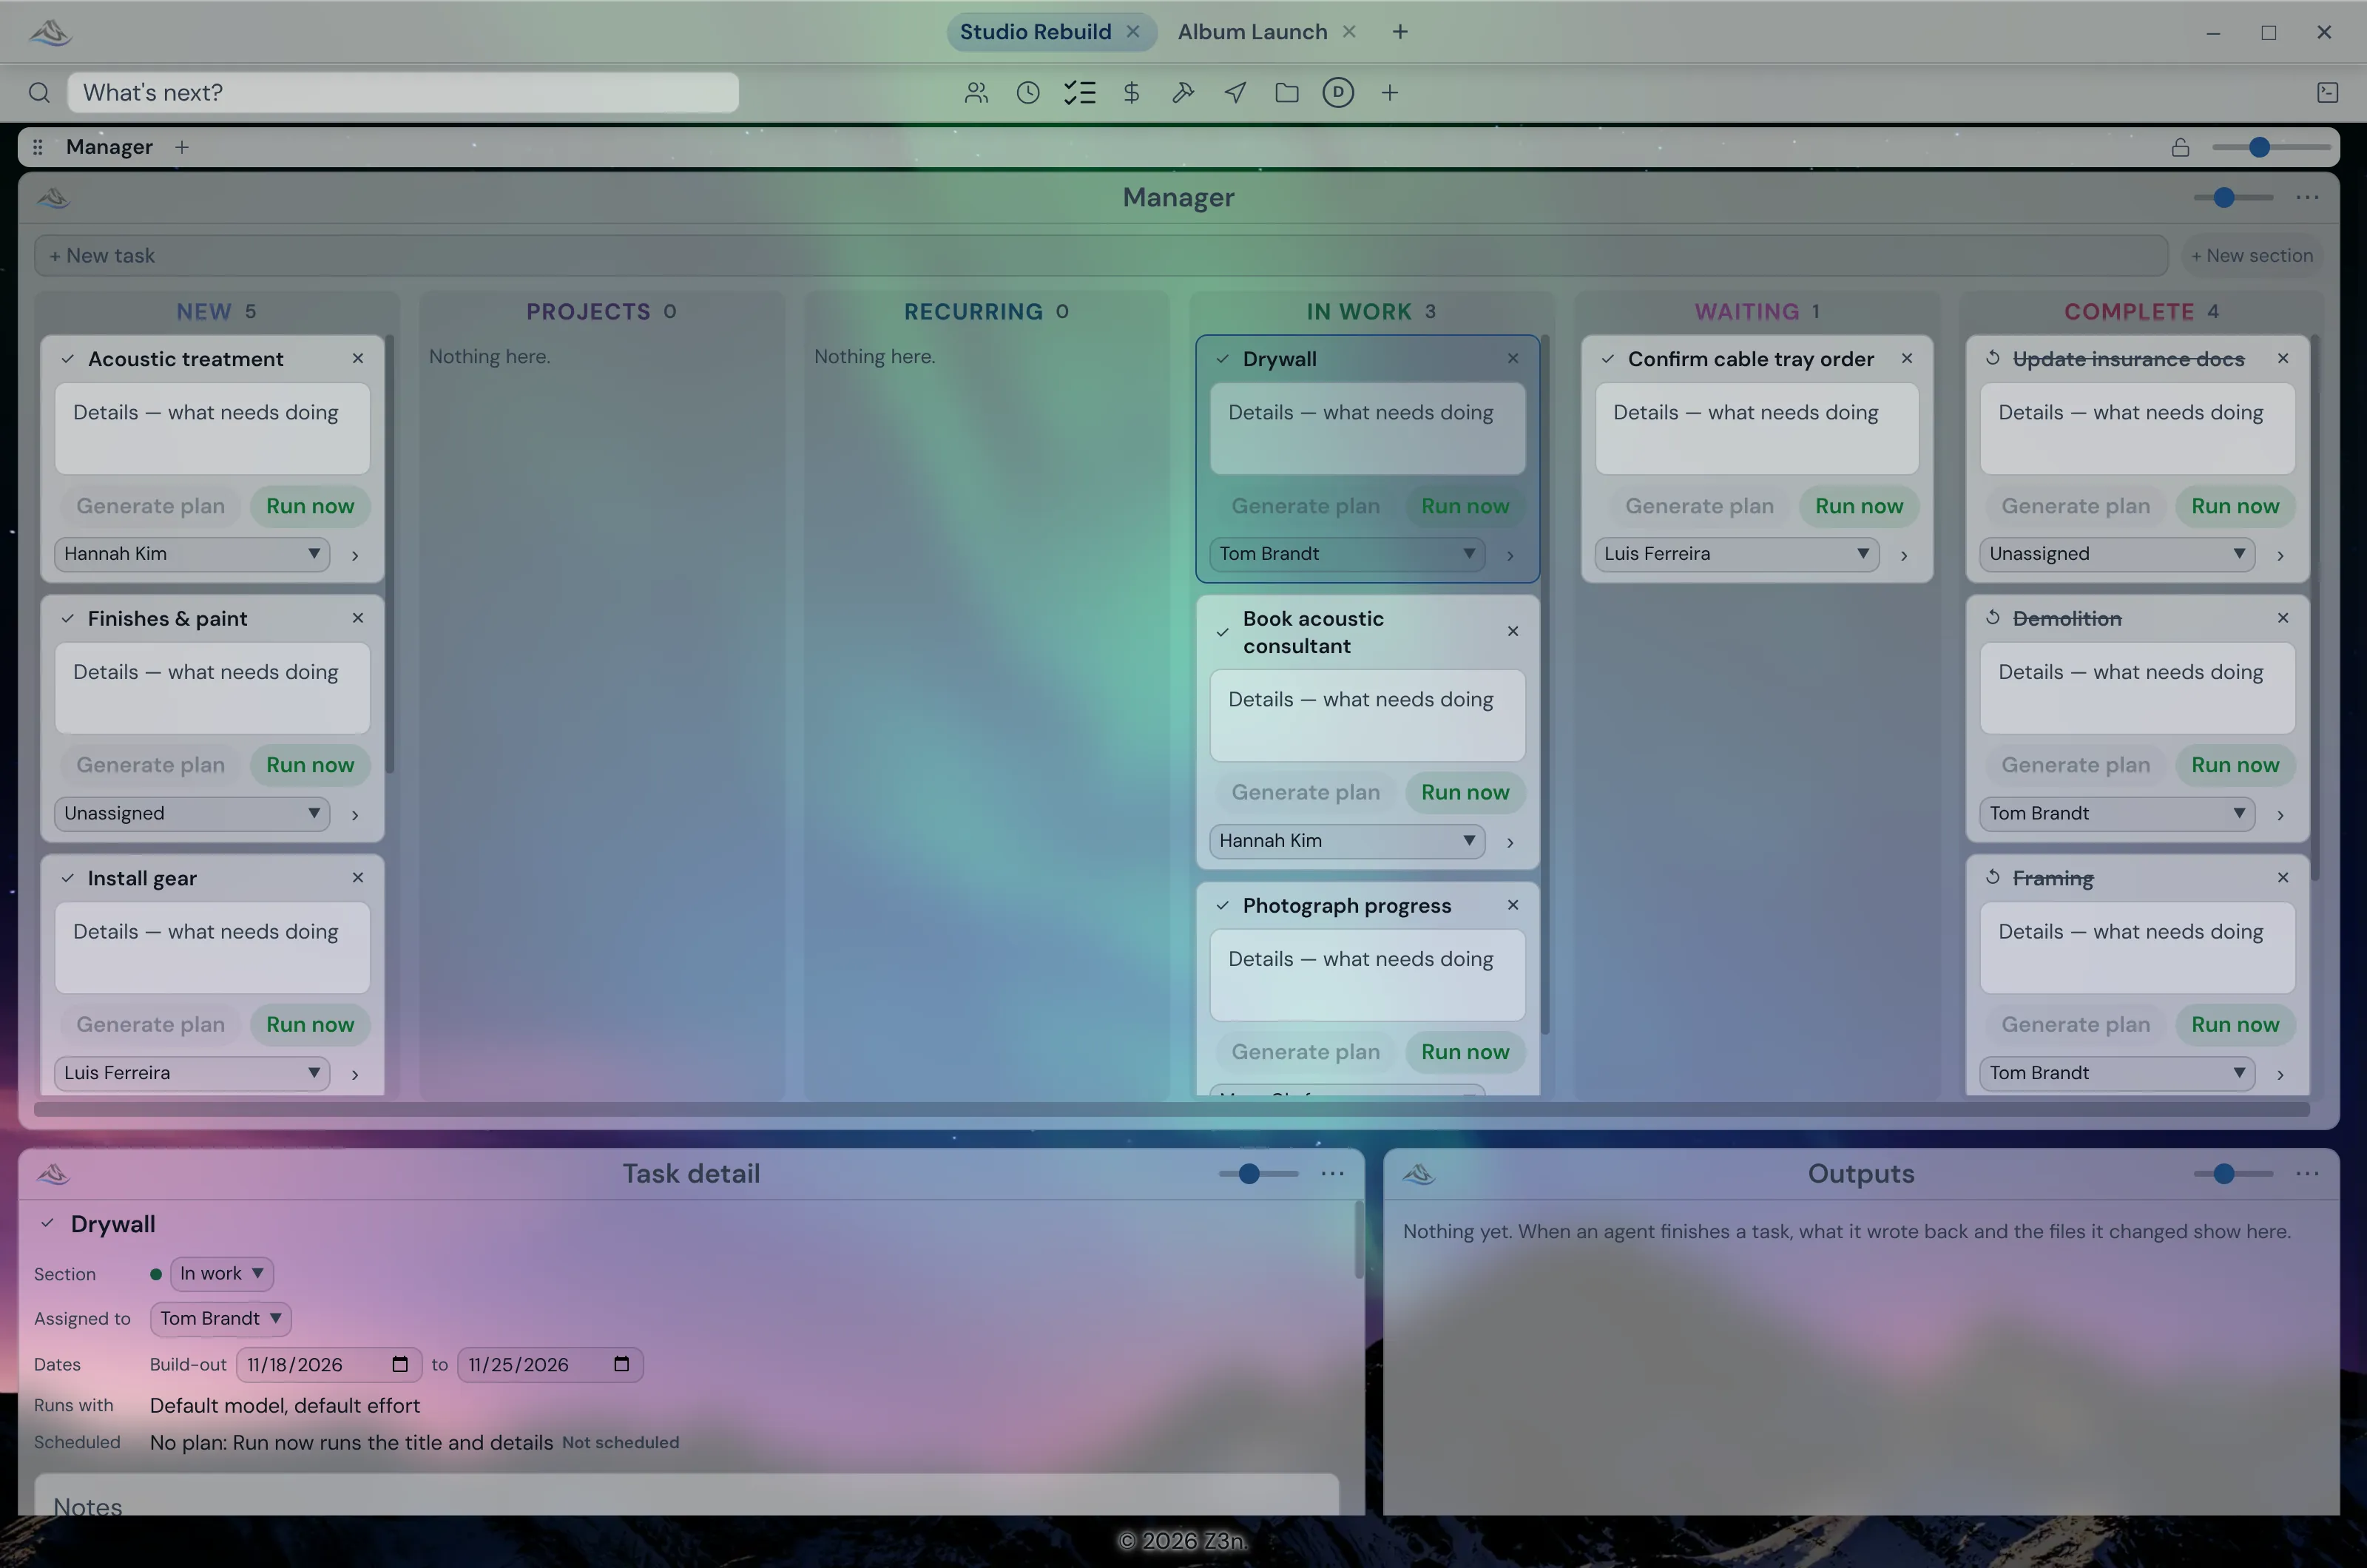 Studio Rebuild
Album Launch
What's next?
D
Manager
Manager
+ New task
+ New section
NEW 5
PROJECTS 0
RECURRING 0
IN WORK 3
WAITING 1
COMPLETE 4
Acoustic treatment
Details — what needs doing
Generate plan
Run now
Hannah Kim
Finishes & paint
Details — what needs doing
Generate plan
Run now
Unassigned
Install gear
Details — what needs doing
Generate plan
Run now
Luis Ferreira
Nothing here.
Nothing here.
Drywall
Details — what needs doing
Generate plan
Run now
Tom Brandt
Book acoustic
consultant
Details — what needs doing
Generate plan
Run now
Hannah Kim
Photograph progress
Details — what needs doing
Generate plan
Run now
Confirm cable tray order
Details — what needs doing
Generate plan
Run now
Luis Ferreira
Update insurance docs
Details — what needs doing
Generate plan
Run now
Unassigned
Demolition
Details — what needs doing
Generate plan
Run now
Tom Brandt
Framing
Details — what needs doing
Generate plan
Run now
Tom Brandt
Task detail
Drywall
Section
In work
Assigned to
Tom Brandt
Dates
Build-out 11/18/2026 to 11/25/2026
Runs with
Default model, default effort
Scheduled
No plan: Run now runs the title and details Not scheduled
Notes
Outputs
Nothing yet. When an agent finishes a task, what it wrote back and the files it changed show here.
© 2026 Z3n.